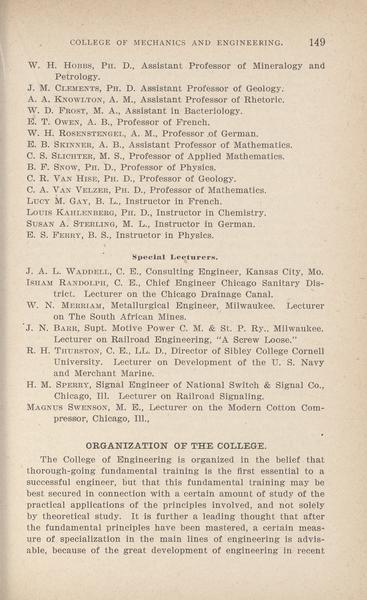 COLLEGE OF MECHANICS AND ENGINEERING. 149
W. H. HOBBS, PH. D., Assistant Professor of Mineralogy and
Petrology.
J. M. CLEMENTS, PH. D. Assistant Professor of Geology.
A. A. KNOWLTON, A. M., Assistant Professor of Rhetoric.
W. D. FROST, M. A., Assistant in Bacteriology.
E. T. OWEN, A. B., Professor of French.
W. H. ROSENSTENGEL, A. M., Professor of German.
E. B. SKINNER, A. B., Assistant Professor of Mathematics.
C. S. SLICHTER, M. S., Professor of Applied Mathematics.
B. F. SNOW, PH. D., Professor of Physics.
C. R. VAN HISE, PH. D., Professor of Geology.
C. A. VAN VELZER, PH. D., Professor of Mathematics.
LUCY M. GAY, B. L., Instructor in French.
LOUIS KAHLENBERG, PH. D., Instructor in Chemistry.
SUSAN A. STERLING, M. L., Instructor in German.
E. S. FERRY, B. S., Instructor in Physics.
Special Lecturers.
J. A. L. WADDELL, C. E., Consulting Engineer, Kansas City, Mo.
ISHAM RANDOLPH, C. E., Chief Engineer Chicago Sanitary Dis-
trict. Lecturer on the Chicago Drainage Canal.
W. N. MERRIAM, Metallurgical Engineer, Milwaukee. Lecturer
on The South African Mines.
J. N. BARR, Supt. Motive Power C. M. & St. P. Ry., Milwaukee.
Lecturer on Railroad Engineering, "A Screw Loose."
R. H. THURSTON, C. E., LL. D., Director of Sibley College Cornell
University. Lecturer on Development of the U. S. Navy
and Merchant Marine.
H. M. SPERRY, Signal Engineer of National Switch & Signal Co.,
Chicago, Ill. Lecturer on Railroad Signaling.
MAGNUS SWENSON, M. E., Lecturer on the Modern Cotton Com-
pressor, Chicago, Ill.,
ORGANIZATION OF THE COLLEGE.
The College of Engineering is organized in the belief that
thorough-going fundamental training is the first essential to a
successful engineer, but that this fundamental training may be
best secured in connection with a certain amount of study of the
practical applications of the principles involved, and not solely
by theoretical study. It is further a leading thought that after
the fundamental principles have been mastered, a certain meas-
ure of specialization in the main lines of engineering is advis-
able, because of the great development of engineering in recent